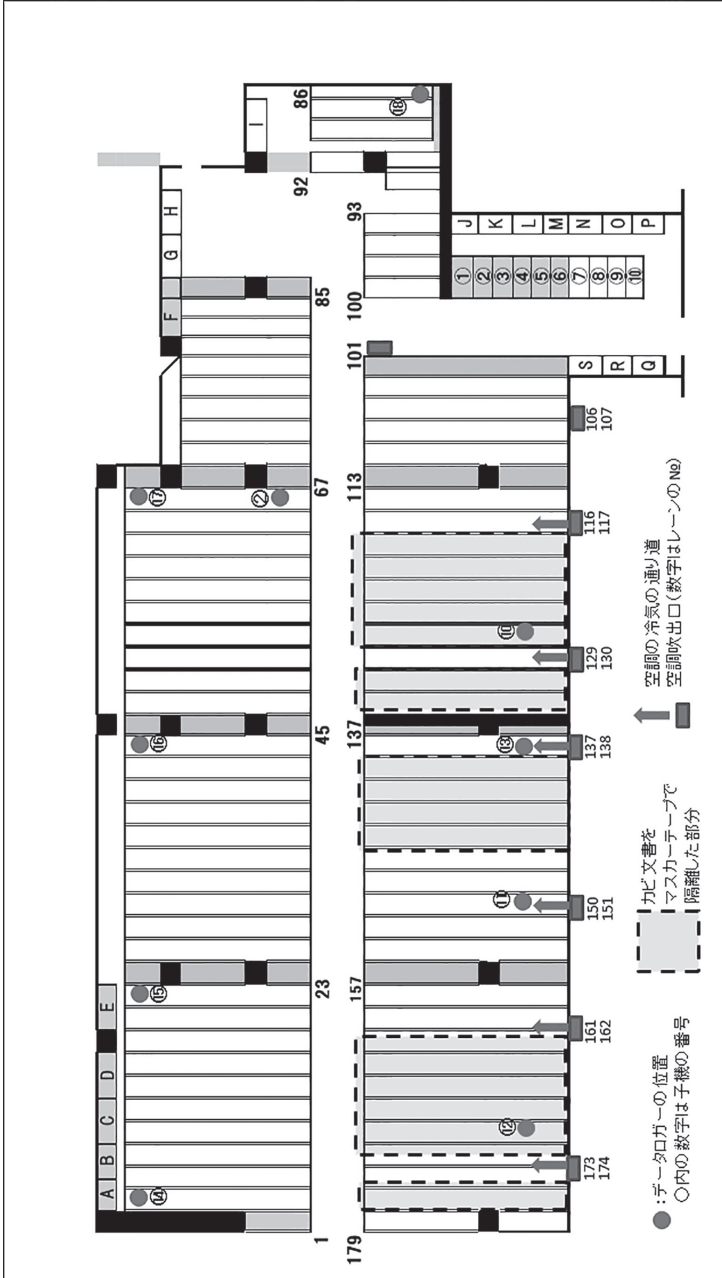 A B C D E
F
G
H
I
1
23
45
67
85
92
86
⑭
⑮
⑯
⑰
②
⑱
179
157
137
113
101
100
93
⑫
⑪
⑬
⑩
J
K
L
M
N
O
P
①
②
③
④
⑤
⑥
⑦
⑧
⑨
⑩
S
R
Q
173
174
161
162
150
151
137
138
129
130
116
117
106
107
:データロガーの位置
○内の数字は子機の番号
カビ文書を
マスカーテープで
隔離した部分
空調の冷気の通り道
空調吹出口(数字はレーンの№)